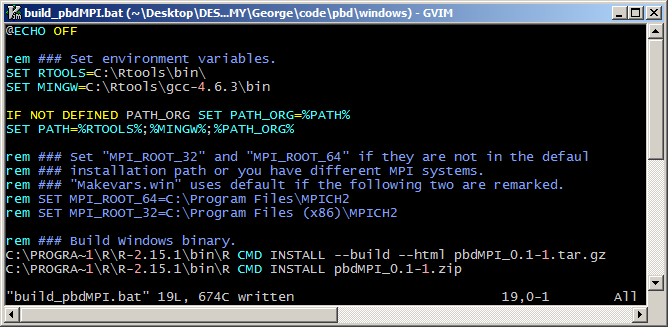 build_pbdMPI.bat (~\Desktop\DES...MY\George\code\pbd\windows) - GVIM
@ECHO OFF
rem ### Set environment variables.
SET RTOOLS=C:\Rtools\bin\
SET MINGW=C:\Rtools\gcc-4.6.3\bin
IF NOT DEFINED PATH_ORG SET PATH_ORG=%PATH%
SET PATH=%RTOOLS%;%MINGW%;%PATH_ORG%
rem ### Set "MPI_ROOT_32" and "MPI_ROOT_64" if they are not in the defaul
rem ### installation path or you have different MPI systems.
rem ### "Makevars.win" uses default if the following two are remarked.
rem SET MPI_ROOT_64=C:\Program Files\MPICH2
rem SET MPI_ROOT_32=C:\Program Files (x86)\MPICH2
rem ### Build windows binary.
C:\PROGRA~1\R\R-2.15.1\bin\R CMD INSTALL --build --html pbdMPI_0.1-1.tar.gz
C:\PROGRA~1\R\R-2.15.1\bin\R CMD INSTALL pbdMPI_0.1-1.zip
"build_pbdMPI.bat" 19L, 674C written 19,0-1 All